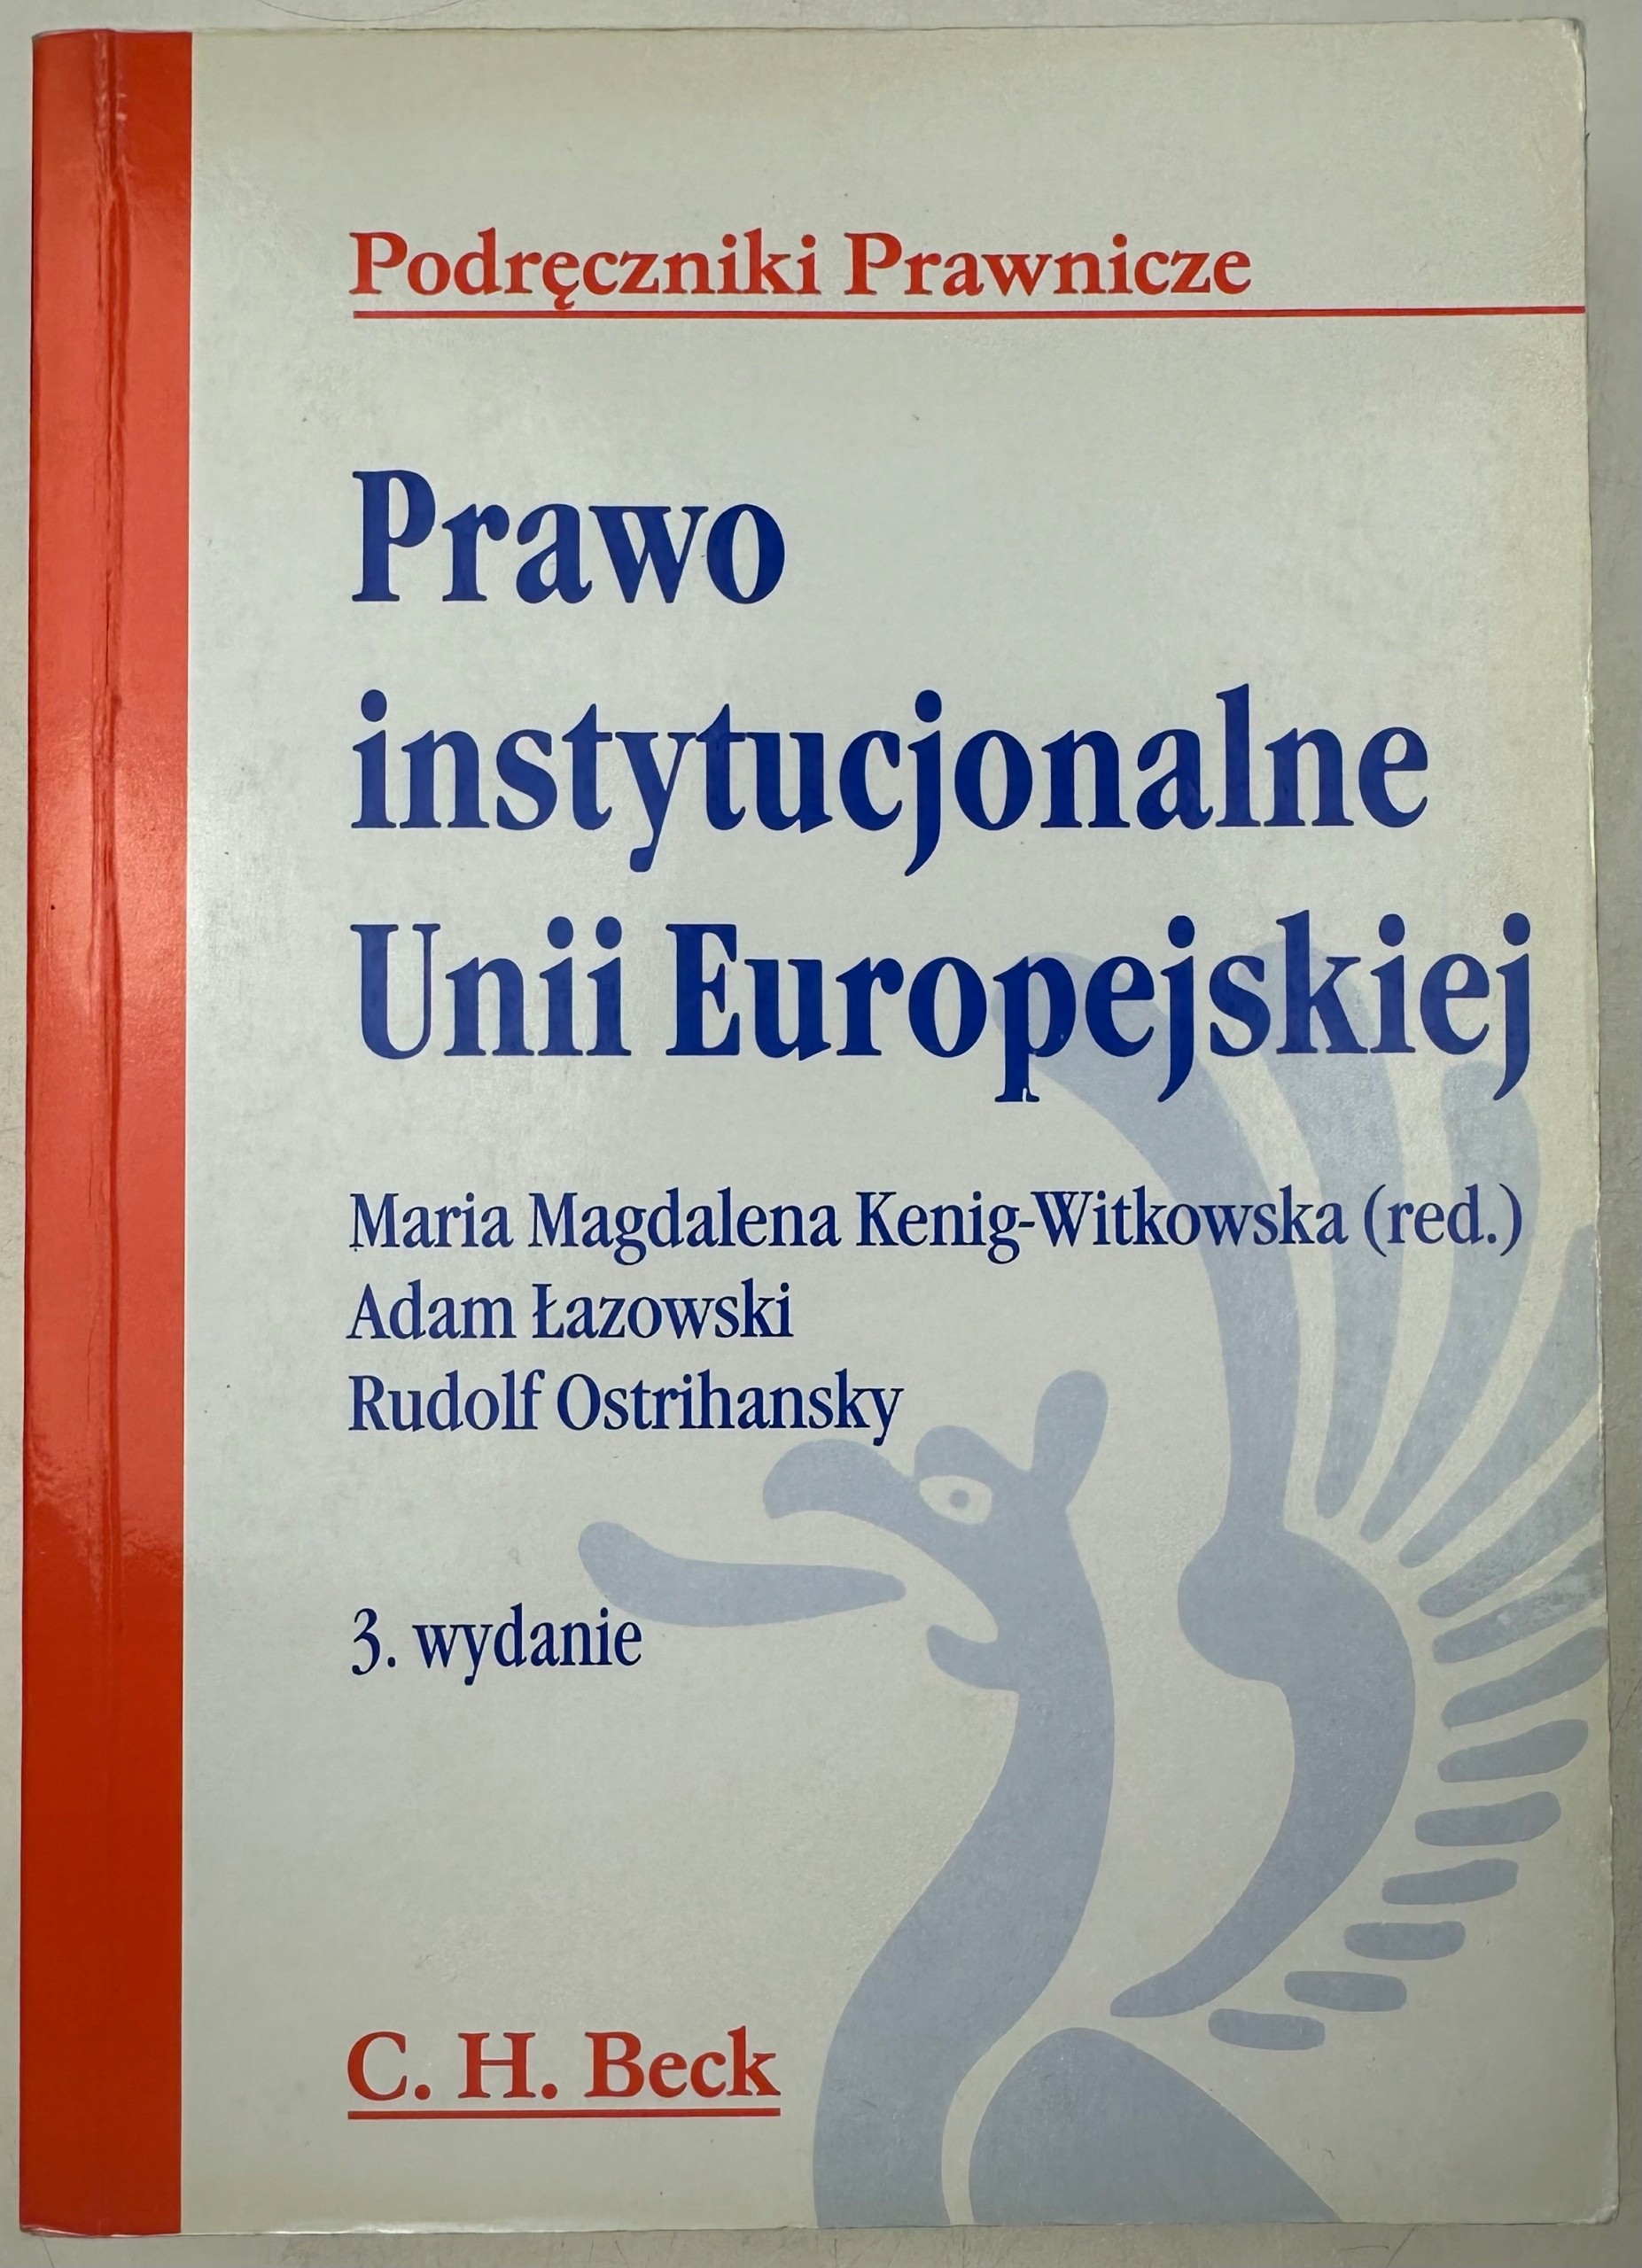 Podręczniki Prawnicze
Prawo
instytucjonalne
Unii Europejskiej
Maria Magdalena Kenig-Witkowska (red.)
Adam Łazowski
Rudolf Ostrihansky
3. wydanie
C. H. Beck